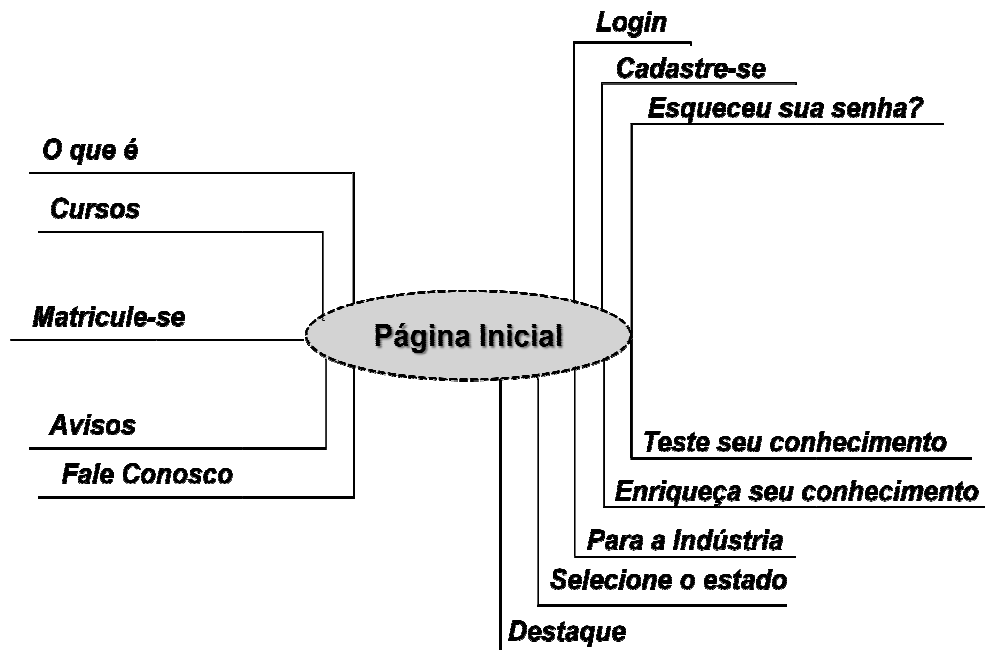 Login
Cadastre-se
Esqueceu sua senha?
O que é
Cursos
Matricule-se
Página Inicial
Avisos
Fale Conosco
Teste seu conhecimento
Enriqueça seu conhecimento
Para a Indústria
Selecione o estado
Destaque